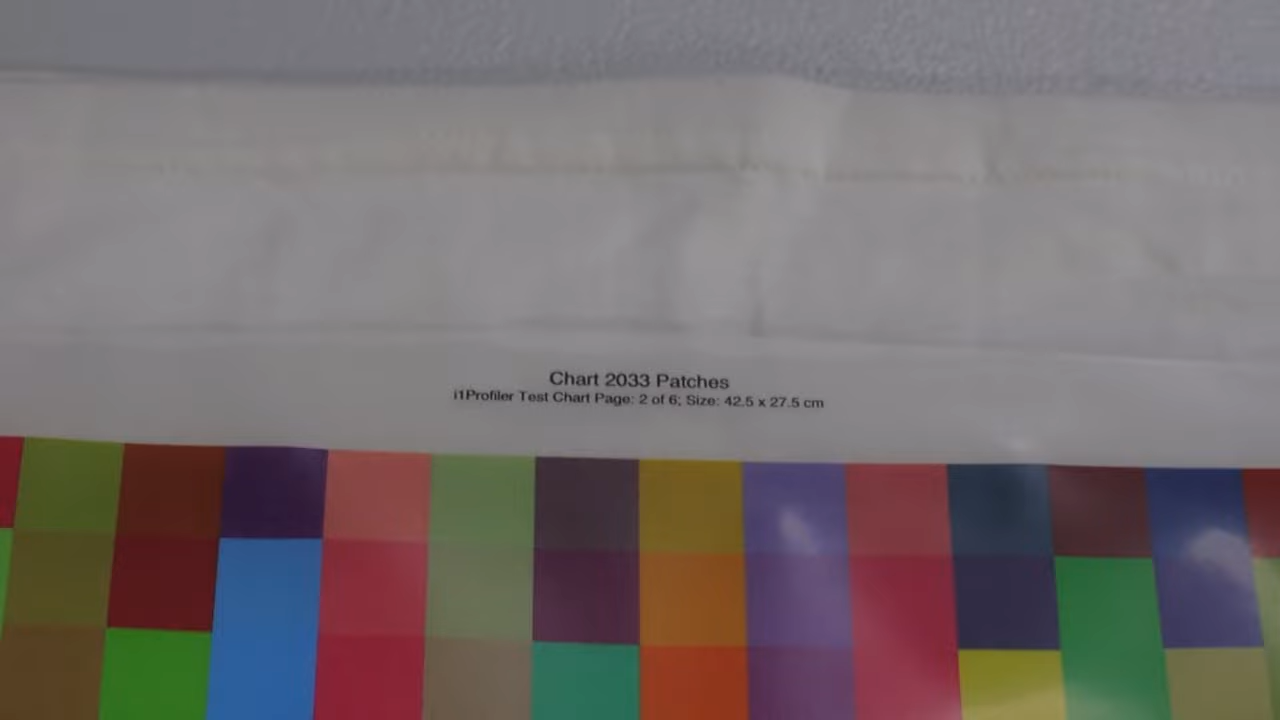 Chart 2033 Patches
i1Profiler Test Chart Page: 2 of 6; Size: 42.5 x 27.5 cm